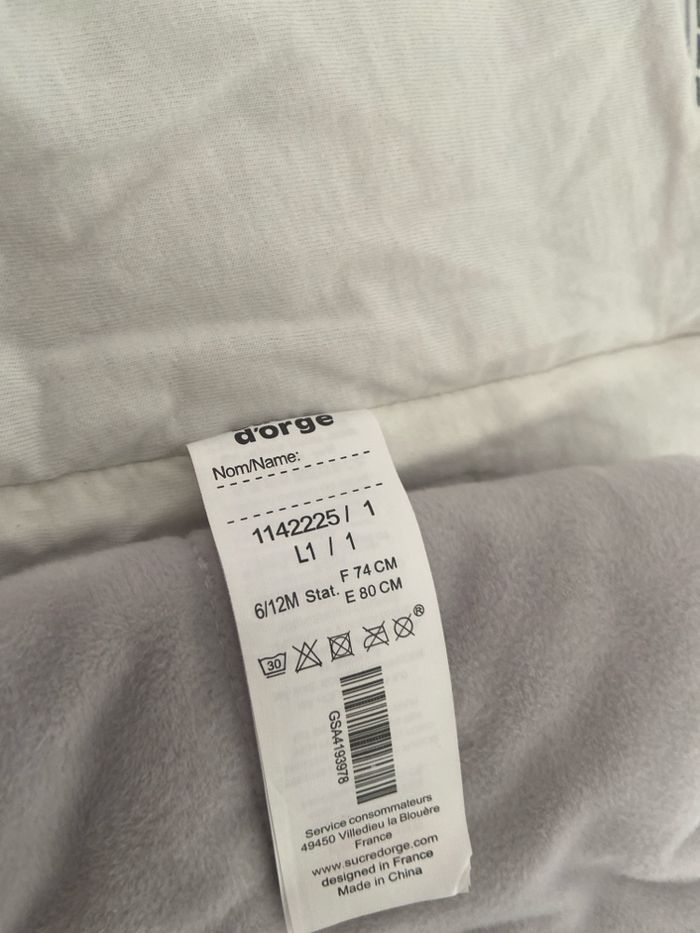 d'orge
Nom/Name:
1142225 / 1
L1 / 1
6/12M Stat. F 74 CM
E 80 CM
30
®
GSA4193978
Service consommateurs
49450 Villedieu la Blouère
France
www.sucredorge.com
designed in France
Made in China